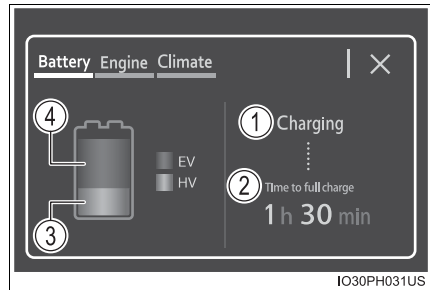 Battery Engine Climate
4
1 Charging
EV
HV
2 TIme to full charge
3
1 h 30 min
IO30PH031US